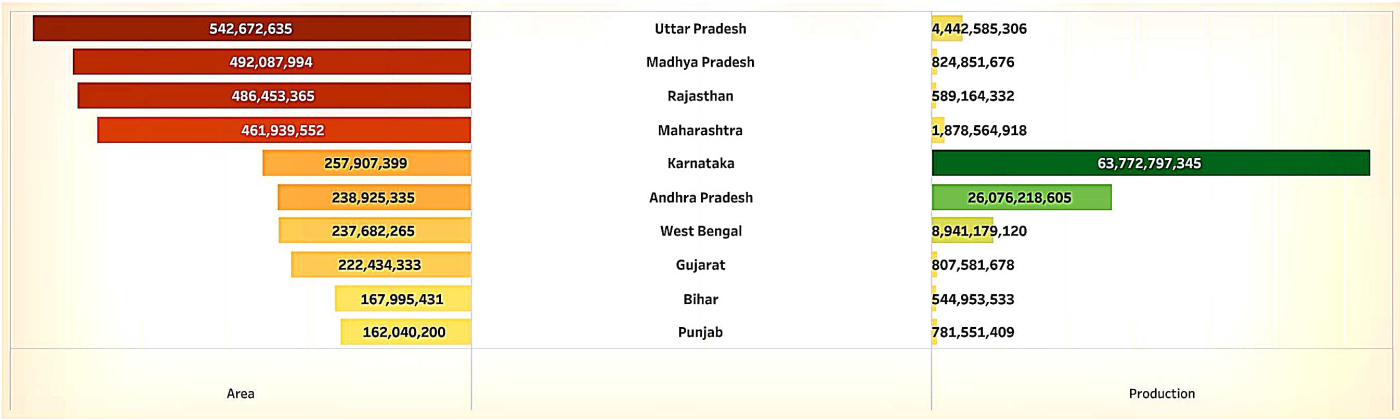 542,672,635 Uttar Pradesh 4,442,585,306
492,087,994 Madhya Pradesh 824,851,676
486,453,365 Rajasthan 589,164,332
461,939,552 Maharashtra 1,878,564,918
257,907,399 Karnataka 63,772,797,345
238,925,335 Andhra Pradesh 26,076,218,605
237,682,265 West Bengal 8,941,179,120
222,434,333 Gujarat 807,581,678
167,995,431 Bihar 544,953,533
162,040,200 Punjab 781,551,409
Area Production